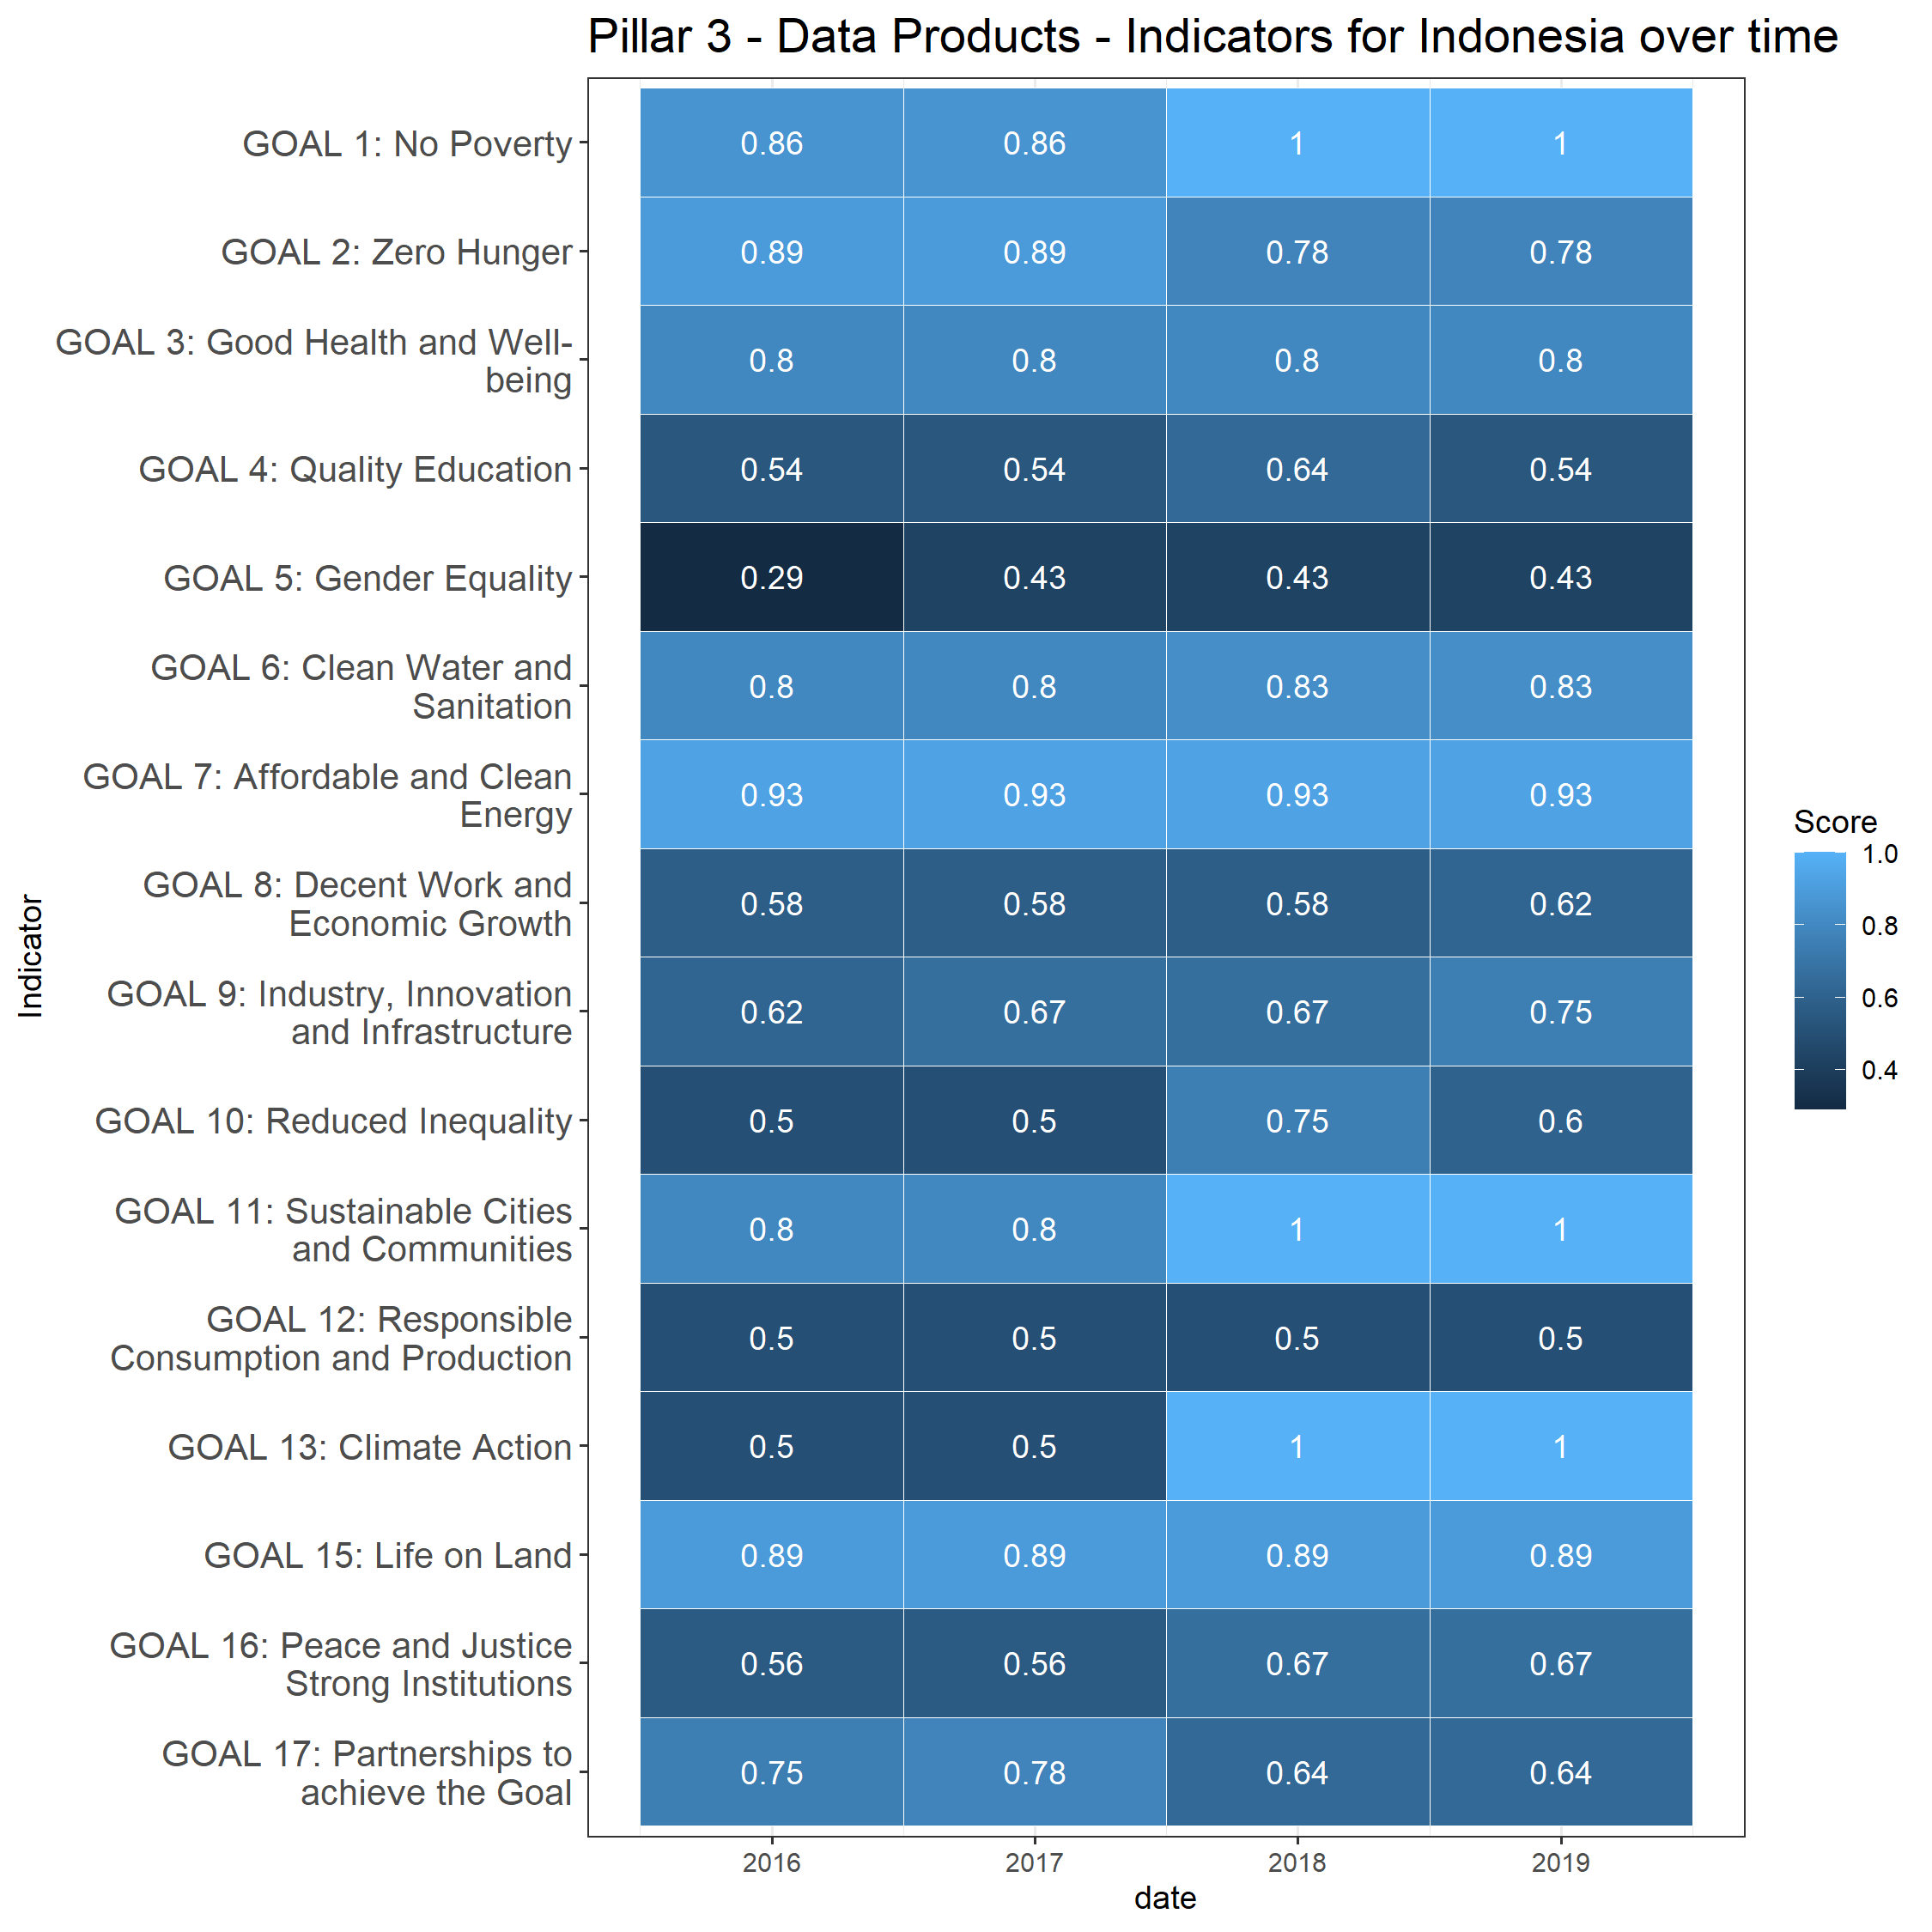 Pillar 3 - Data Products - Indicators for Indonesia over time
GOAL 1: No Poverty 0.86 0.86 1 1
GOAL 2: Zero Hunger 0.89 0.89 0.78 0.78
GOAL 3: Good Health and Well-
being 0.8 0.8 0.8 0.8
GOAL 4: Quality Education 0.54 0.54 0.64 0.54
GOAL 5: Gender Equality 0.29 0.43 0.43 0.43
GOAL 6: Clean Water and
Sanitation 0.8 0.8 0.83 0.83
GOAL 7: Affordable and Clean
Energy 0.93 0.93 0.93 0.93
GOAL 8: Decent Work and
Economic Growth 0.58 0.58 0.58 0.62
GOAL 9: Industry, Innovation
and Infrastructure 0.62 0.67 0.67 0.75
GOAL 10: Reduced Inequality 0.5 0.5 0.75 0.6
GOAL 11: Sustainable Cities
and Communities 0.8 0.8 1 1
GOAL 12: Responsible
Consumption and Production 0.5 0.5 0.5 0.5
GOAL 13: Climate Action 0.5 0.5 1 1
GOAL 15: Life on Land 0.89 0.89 0.89 0.89
GOAL 16: Peace and Justice
Strong Institutions 0.56 0.56 0.67 0.67
GOAL 17: Partnerships to
achieve the Goal 0.75 0.78 0.64 0.64
2016 2017 2018 2019
date
Indicator
Score
1.0
0.8
0.6
0.4